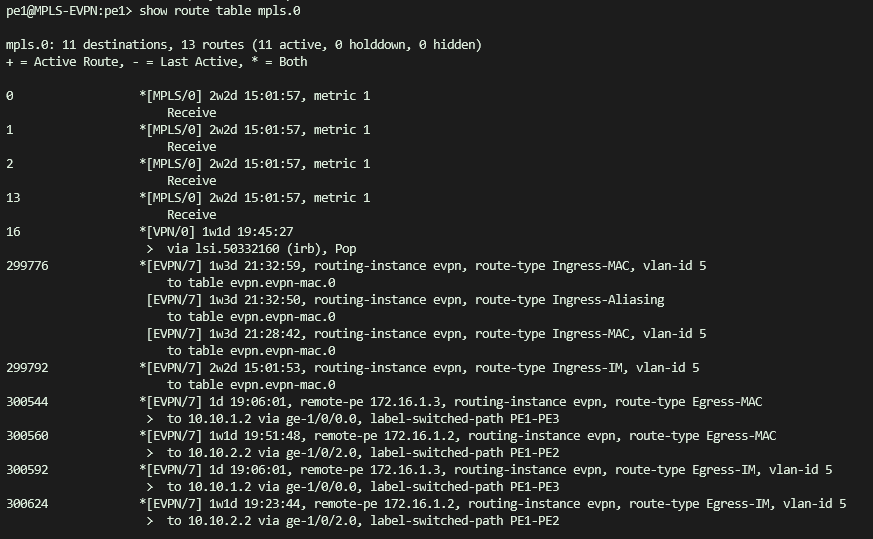 pe1@MPLS-EVPN:pe1> show route table mpls.0
mpls.0: 11 destinations, 13 routes (11 active, 0 holddown, 0 hidden)
+ = Active Route, - = Last Active, * = Both
0                  *[MPLS/0] 2w2d 15:01:57, metric 1
                       Receive
1                  *[MPLS/0] 2w2d 15:01:57, metric 1
                       Receive
2                  *[MPLS/0] 2w2d 15:01:57, metric 1
                       Receive
13                 *[MPLS/0] 2w2d 15:01:57, metric 1
                       Receive
16                 *[VPN/0] 1w1d 19:45:27
                    >  via lsi.50332160 (irb), Pop
299776             *[EVPN/7] 1w3d 21:32:59, routing-instance evpn, route-type Ingress-MAC, vlan-id 5
                       to table evpn.evpn-mac.0
                    [EVPN/7] 1w3d 21:32:50, routing-instance evpn, route-type Ingress-Aliasing
                       to table evpn.evpn-mac.0
                    [EVPN/7] 1w3d 21:28:42, routing-instance evpn, route-type Ingress-MAC, vlan-id 5
                       to table evpn.evpn-mac.0
299792             *[EVPN/7] 2w2d 15:01:53, routing-instance evpn, route-type Ingress-IM, vlan-id 5
                       to table evpn.evpn-mac.0
300544             *[EVPN/7] 1d 19:06:01, remote-pe 172.16.1.3, routing-instance evpn, route-type Egress-MAC
                    >  to 10.10.1.2 via ge-1/0/0.0, label-switched-path PE1-PE3
300560             *[EVPN/7] 1w1d 19:51:48, remote-pe 172.16.1.2, routing-instance evpn, route-type Egress-MAC
                    >  to 10.10.2.2 via ge-1/0/2.0, label-switched-path PE1-PE2
300592             *[EVPN/7] 1d 19:06:01, remote-pe 172.16.1.3, routing-instance evpn, route-type Egress-IM, vlan-id 5
                    >  to 10.10.1.2 via ge-1/0/0.0, label-switched-path PE1-PE3
300624             *[EVPN/7] 1w1d 19:23:44, remote-pe 172.16.1.2, routing-instance evpn, route-type Egress-IM, vlan-id 5
                    >  to 10.10.2.2 via ge-1/0/2.0, label-switched-path PE1-PE2